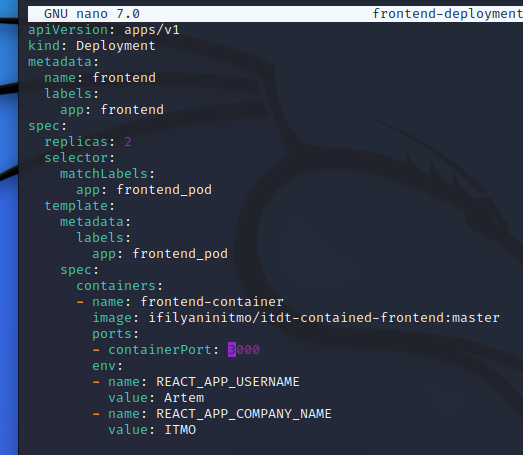 GNU nano 7.0 frontend-deployment
apiVersion: apps/v1
kind: Deployment
metadata:
  name: frontend
  labels:
    app: frontend
spec:
  replicas: 2
  selector:
    matchLabels:
      app: frontend_pod
  template:
    metadata:
      labels:
        app: frontend_pod
    spec:
      containers:
      - name: frontend-container
        image: ifilyaninitmo/itdt-contained-frontend:master
        ports:
        - containerPort: 3000
        env:
        - name: REACT_APP_USERNAME
          value: Artem
        - name: REACT_APP_COMPANY_NAME
          value: ITMO